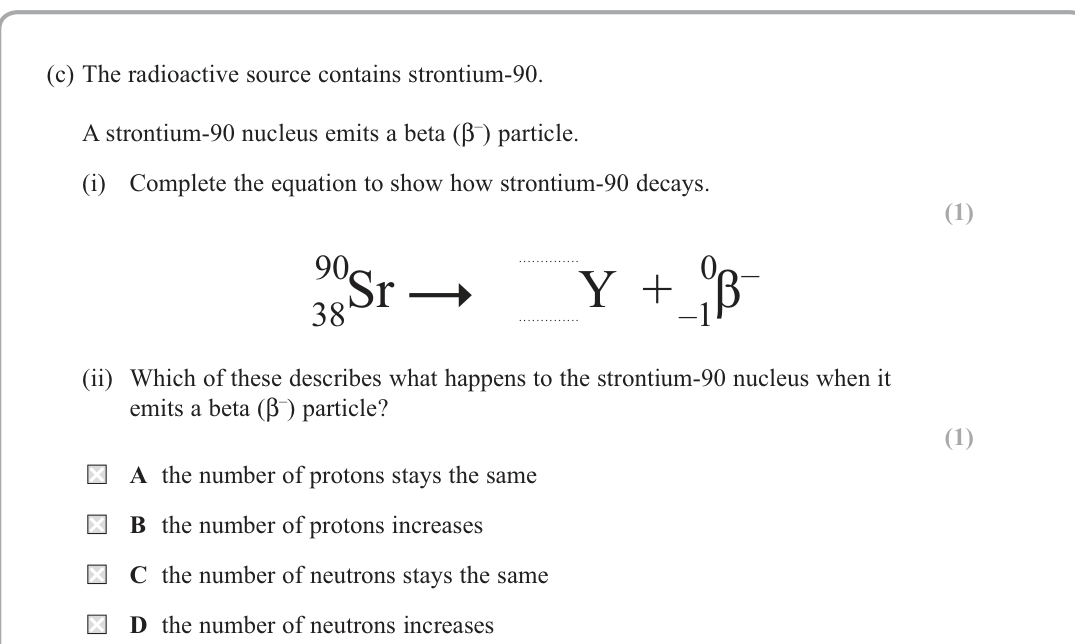 (c) The radioactive source contains strontium-90.
A strontium-90 nucleus emits a beta (β⁻) particle.
(i) Complete the equation to show how strontium-90 decays.
(1)
⁹⁰₃₈Sr ⟶ .............. .............. Y + ⁰₋₁β⁻
(ii) Which of these describes what happens to the strontium-90 nucleus when it
emits a beta (β⁻) particle?
(1)
A the number of protons stays the same
B the number of protons increases
C the number of neutrons stays the same
D the number of neutrons increases